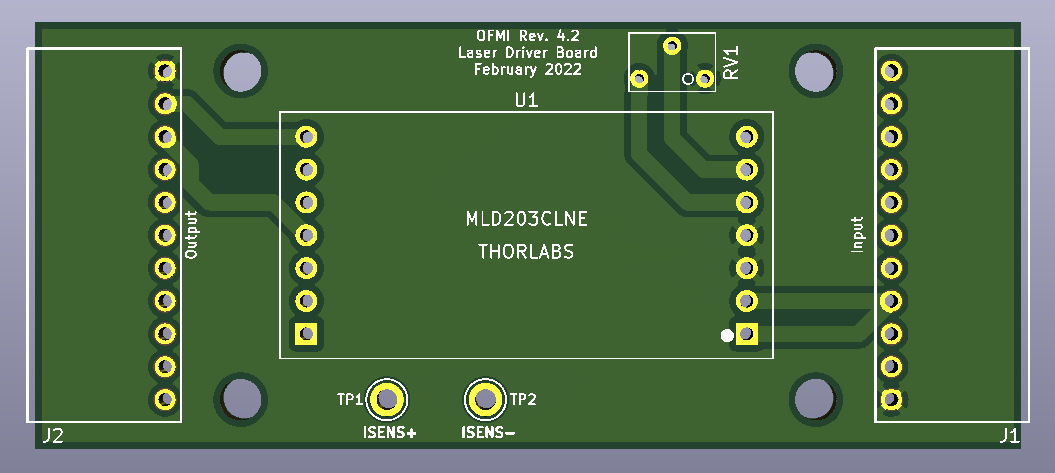 OFMI Rev. 4.2
Laser Driver Board
February 2022
RV1
U1
MLD203CLNE
THORLABS
Output
Input
TP1
TP2
ISENS+
ISENS-
J2
J1